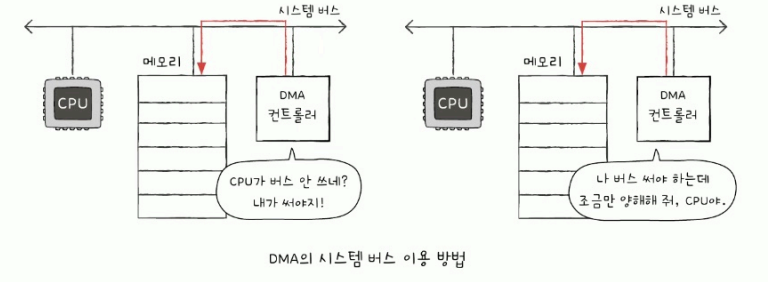 시스템 버스
메모리
CPU
DMA
컨트롤러
CPU가 버스 안 쓰네?
내가 써야지!
시스템 버스
메모리
CPU
DMA
컨트롤러
나 버스 써야 하는데
조금만 양해해 줘, CPU야.
DMA의 시스템 버스 이용 방법